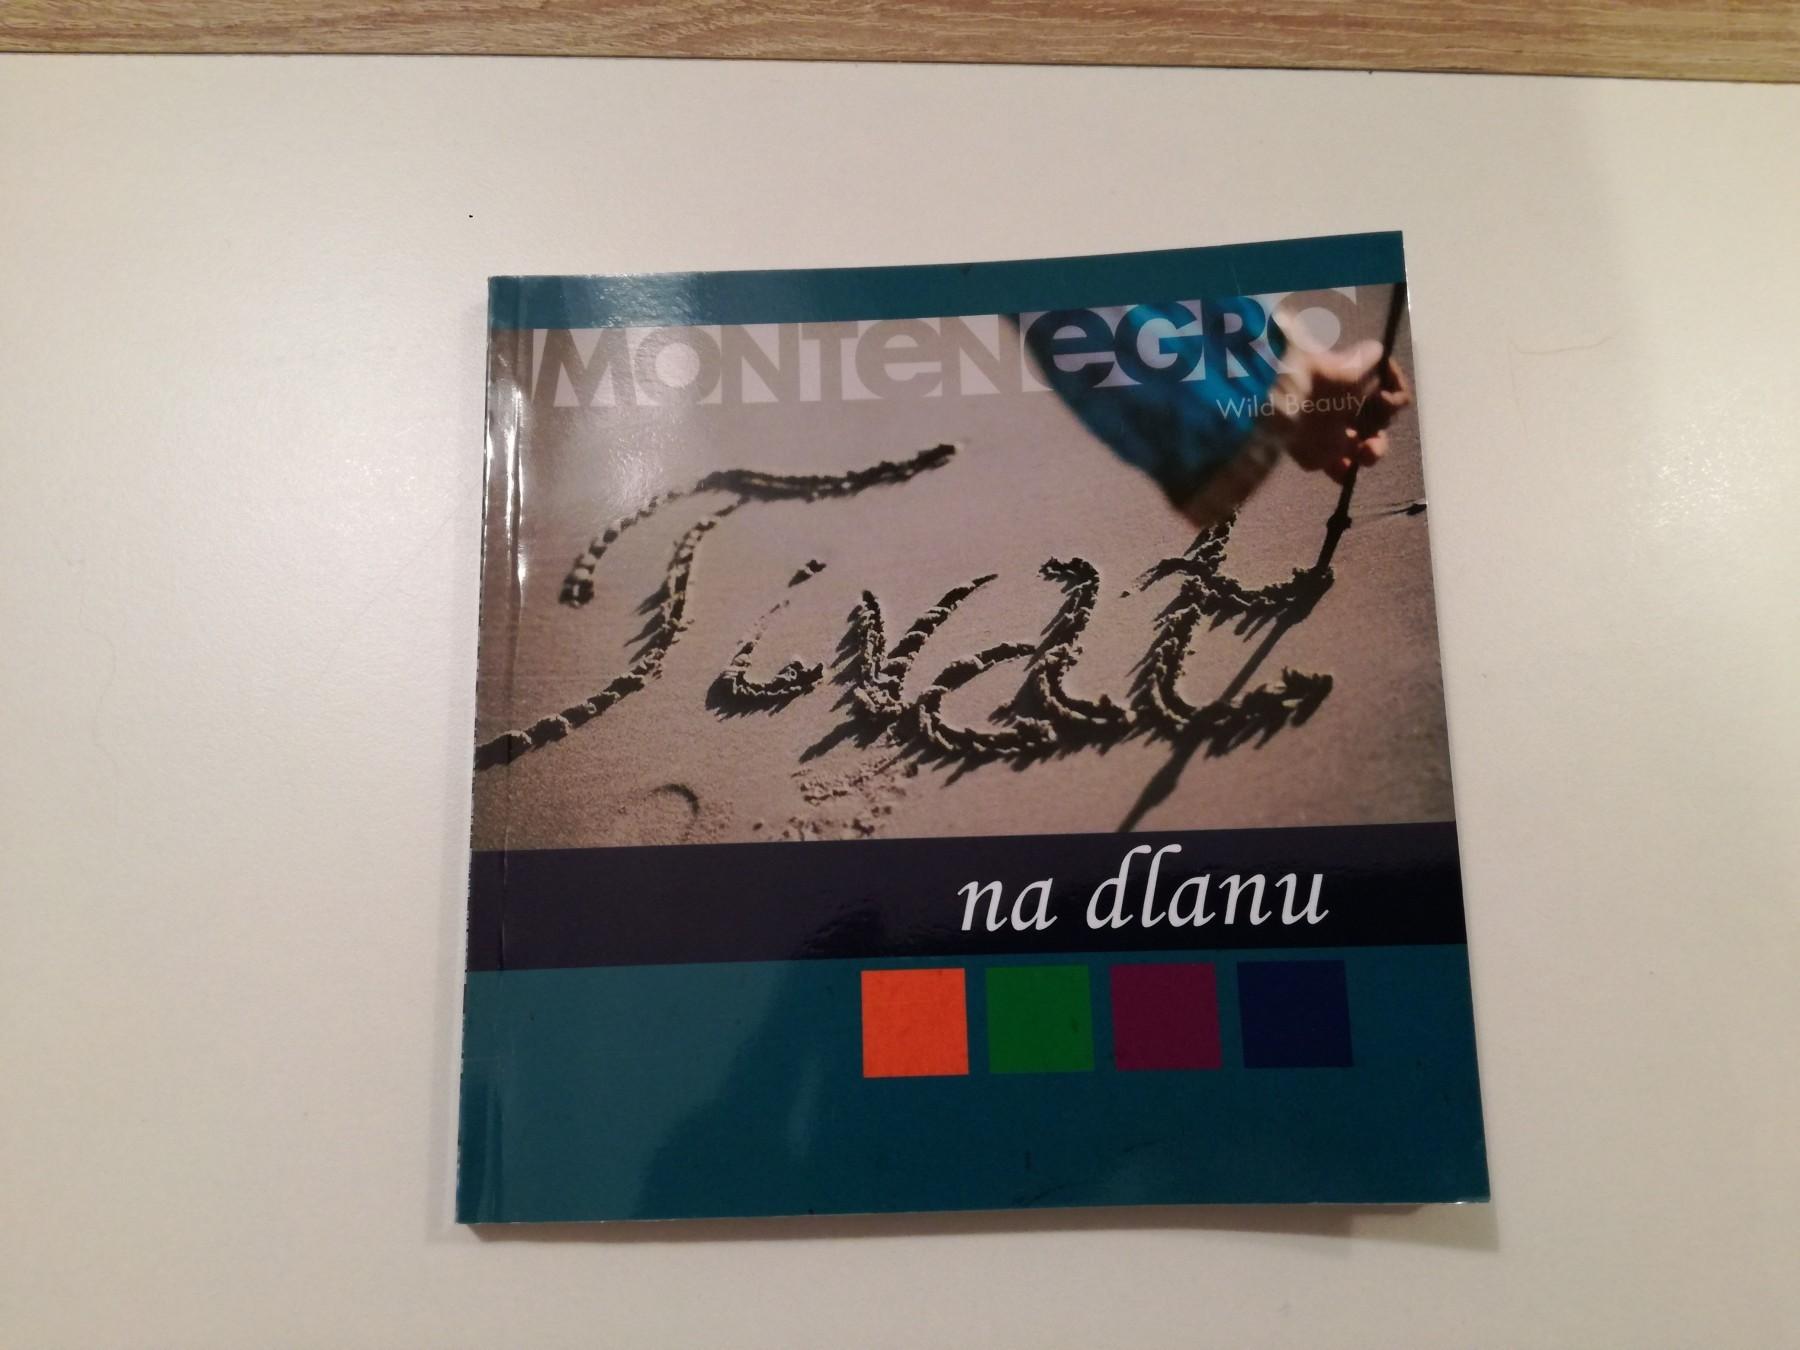 MONTENEGRO
Wild Beauty
Tivat
na dlanu